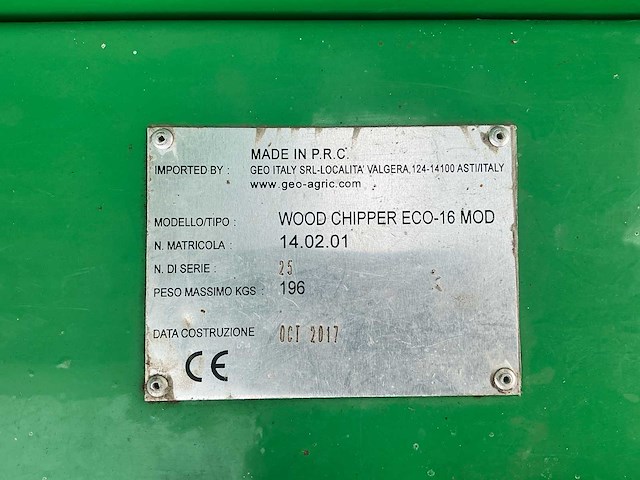 MADE IN P.R.C.
IMPORTED BY : GEO ITALY SRL-LOCALITA' VALGERA,124-14100 ASTI/ITALY
www.geo-agric.com
MODELLO/TIPO : WOOD CHIPPER ECO-16 MOD
N. MATRICOLA : 14.02.01
N. DI SERIE : 25
PESO MASSIMO KGS : 196
DATA COSTRUZIONE OCT 2017
CE